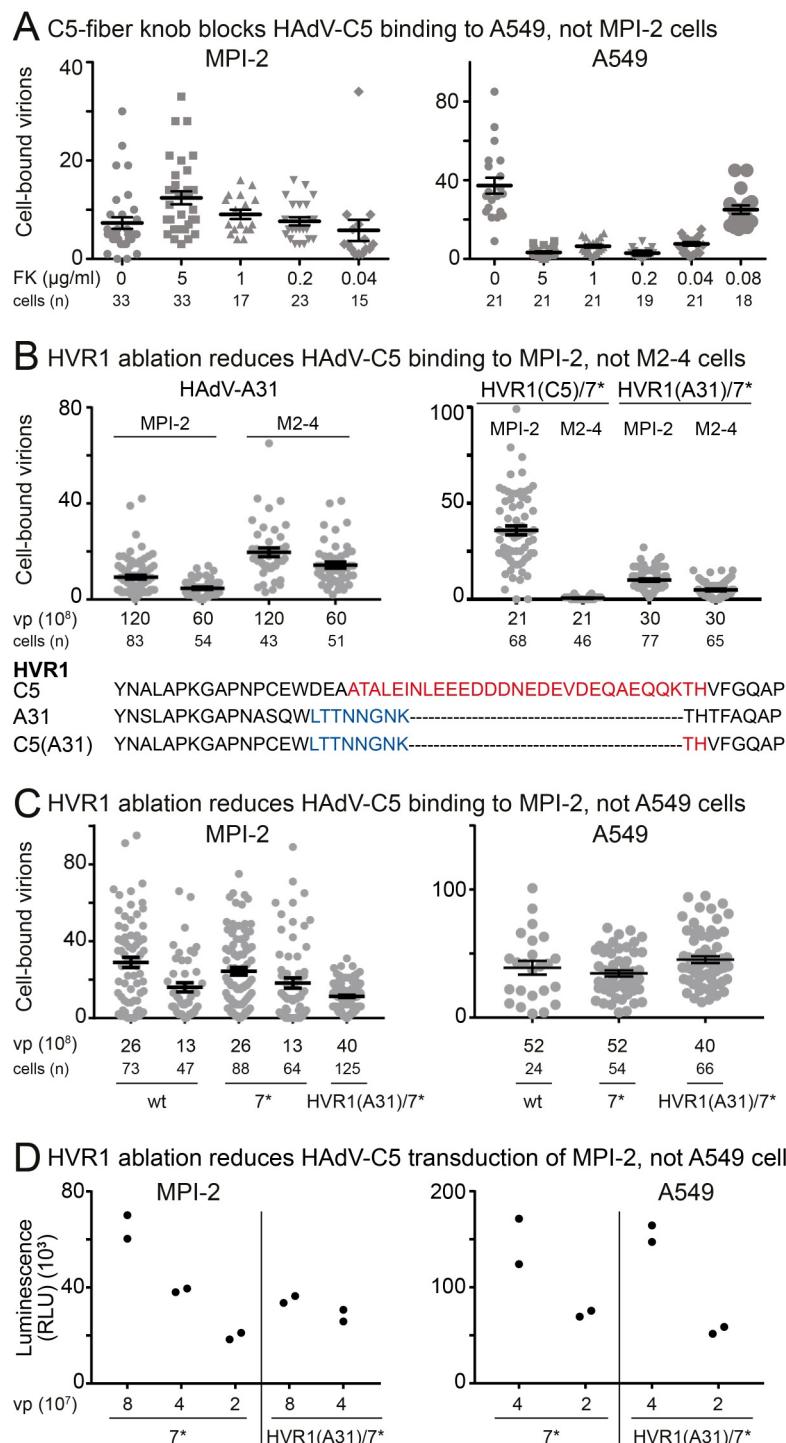 A C5-fiber knob blocks HAdV-C5 binding to A549, not MPI-2 cells
MPI-2 A549
Cell-bound virions
40
20
0
80
40
0
FK (µg/ml) 0 5 1 0.2 0.04 0 5 1 0.2 0.04 0.08
cells (n) 33 33 17 23 15 21 21 21 19 21 18
B HVR1 ablation reduces HAdV-C5 binding to MPI-2, not M2-4 cells
HAdV-A31 HVR1(C5)/7* HVR1(A31)/7*
MPI-2 M2-4 MPI-2 M2-4 MPI-2 M2-4
Cell-bound virions
80
40
0
100
50
0
vp (10⁸) 120 60 120 60 21 21 30 30
cells (n) 83 54 43 51 68 46 77 65
HVR1
C5 YNALAPKGAPNPCEWDEAATALEINLEEEDDDNEDEVDEQAEQQKTHVFGQAP
A31 YNSLAPKGAPNASQWLTTNNGNK------------------------------THTFAQAP
C5(A31) YNALAPKGAPNPCEWLTTNNGNK------------------------------THVFGQAP
C HVR1 ablation reduces HAdV-C5 binding to MPI-2, not A549 cells
MPI-2 A549
Cell-bound virions
80
40
0
100
0
vp (10⁸) 26 13 26 13 40 52 52 40
cells (n) 73 47 88 64 125 24 54 66
wt 7* HVR1(A31)/7* wt 7* HVR1(A31)/7*
D HVR1 ablation reduces HAdV-C5 transduction of MPI-2, not A549 cell
MPI-2 A549
Luminescence
(RLU) (10³)
80
40
0
200
100
0
vp (10⁷) 8 4 2 8 4 4 2 4 2
7* HVR1(A31)/7* 7* HVR1(A31)/7*